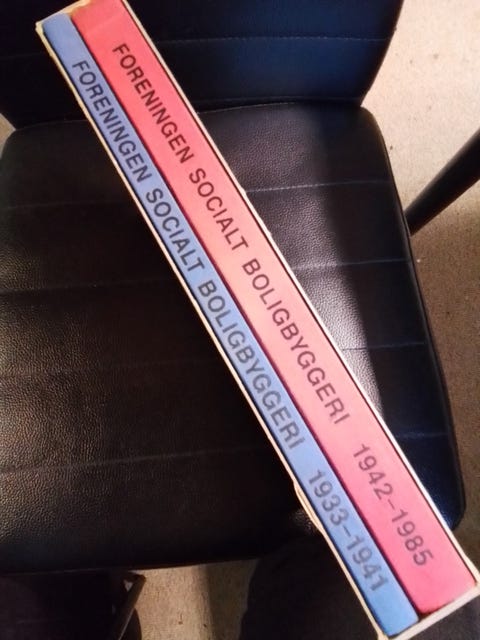 FORENINGEN SOCIALT BOLIGBYGGERI 1933-1941
FORENINGEN SOCIALT BOLIGBYGGERI 1942-1985